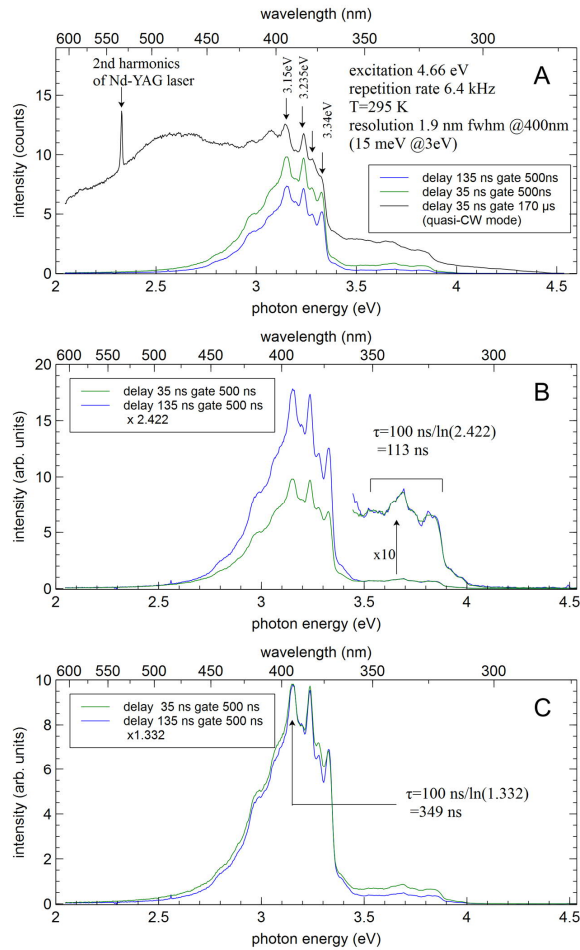 wavelength (nm)
600 550 500 450 400 350 300
2nd harmonics
of Nd-YAG laser
3.15eV
3.235eV
3.34eV
A
excitation 4.66 eV
repetition rate 6.4 kHz
T=295 K
resolution 1.9 nm fwhm @400nm
(15 meV @3eV)
delay 135 ns gate 500ns
delay 35 ns gate 500ns
delay 35 ns gate 170 μs
(quasi-CW mode)
intensity (counts)
15
10
5
0
2 2.5 3 3.5 4 4.5
photon energy (eV)
wavelength (nm)
600 550 500 450 400 350 300
B
delay 35 ns gate 500 ns
delay 135 ns gate 500 ns
x 2.422
τ=100 ns/ln(2.422)
=113 ns
x10
intensity (arb. units)
20
15
10
5
0
2 2.5 3 3.5 4 4.5
photon energy (eV)
wavelength (nm)
600 550 500 450 400 350 300
C
delay 35 ns gate 500 ns
delay 135 ns gate 500 ns
x1.332
τ=100 ns/ln(1.332)
=349 ns
intensity (arb. units)
10
8
6
4
2
0
2 2.5 3 3.5 4 4.5
photon energy (eV)